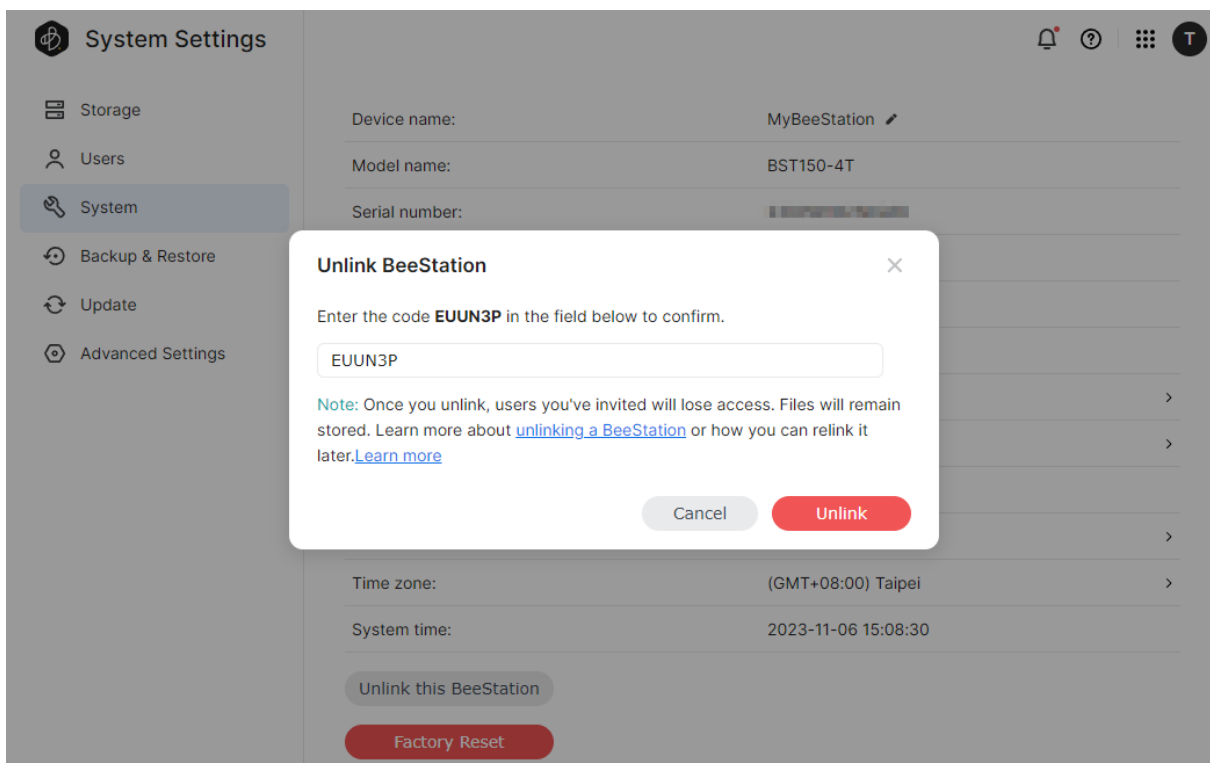 System Settings
T
Storage
Users
System
Backup & Restore
Update
Advanced Settings
Device name: MyBeeStation
Model name: BST150-4T
Serial number:
Unlink BeeStation
Enter the code EUUN3P in the field below to confirm.
EUUN3P
Note: Once you unlink, users you've invited will lose access. Files will remain
stored. Learn more about unlinking a BeeStation or how you can relink it
later.Learn more
Cancel Unlink
Time zone: (GMT+08:00) Taipei
System time: 2023-11-06 15:08:30
Unlink this BeeStation
Factory Reset